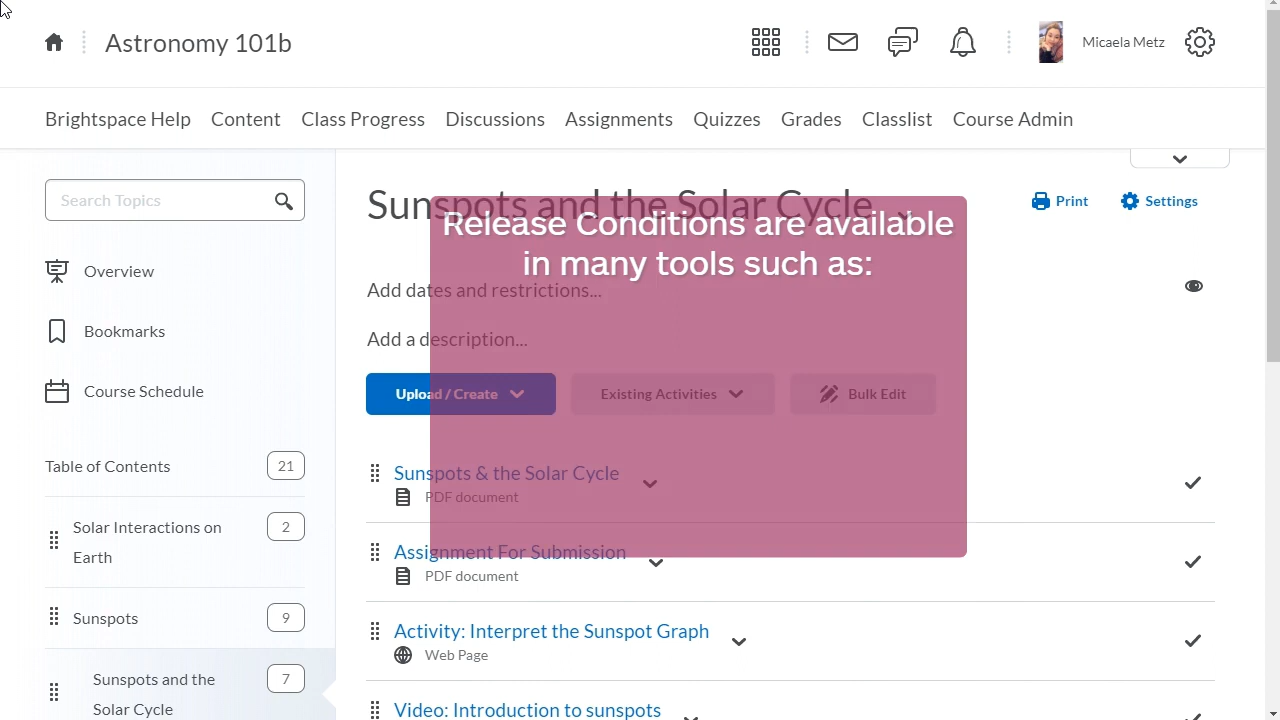 Astronomy 101b
Micaela Metz
Brightspace Help Content Class Progress Discussions Assignments Quizzes Grades Classlist Course Admin
Search Topics
Overview
Bookmarks
Course Schedule
Table of Contents 21
Solar Interactions on Earth 2
Sunspots 9
Sunspots and the Solar Cycle 7
Sunspots and the Solar Cycle
Print
Settings
Release Conditions are available
in many tools such as:
Add dates and restrictions...
Add a description...
Upload / Create
Existing Activities
Bulk Edit
Sunspots & the Solar Cycle
PDF document
Assignment For Submission
PDF document
Activity: Interpret the Sunspot Graph
Web Page
Video: Introduction to sunspots